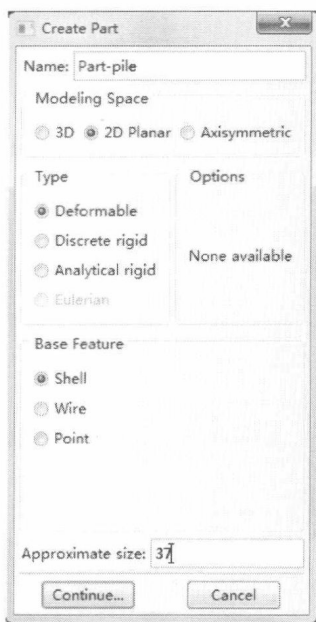 Create Part
Name: Part-pile
Modeling Space
3D 2D Planar Axisymmetric
Type Options
Deformable
Discrete rigid
Analytical rigid
None available
Eulerian
Base Feature
Shell
Wire
Point
Approximate size: 37
Continue... Cancel